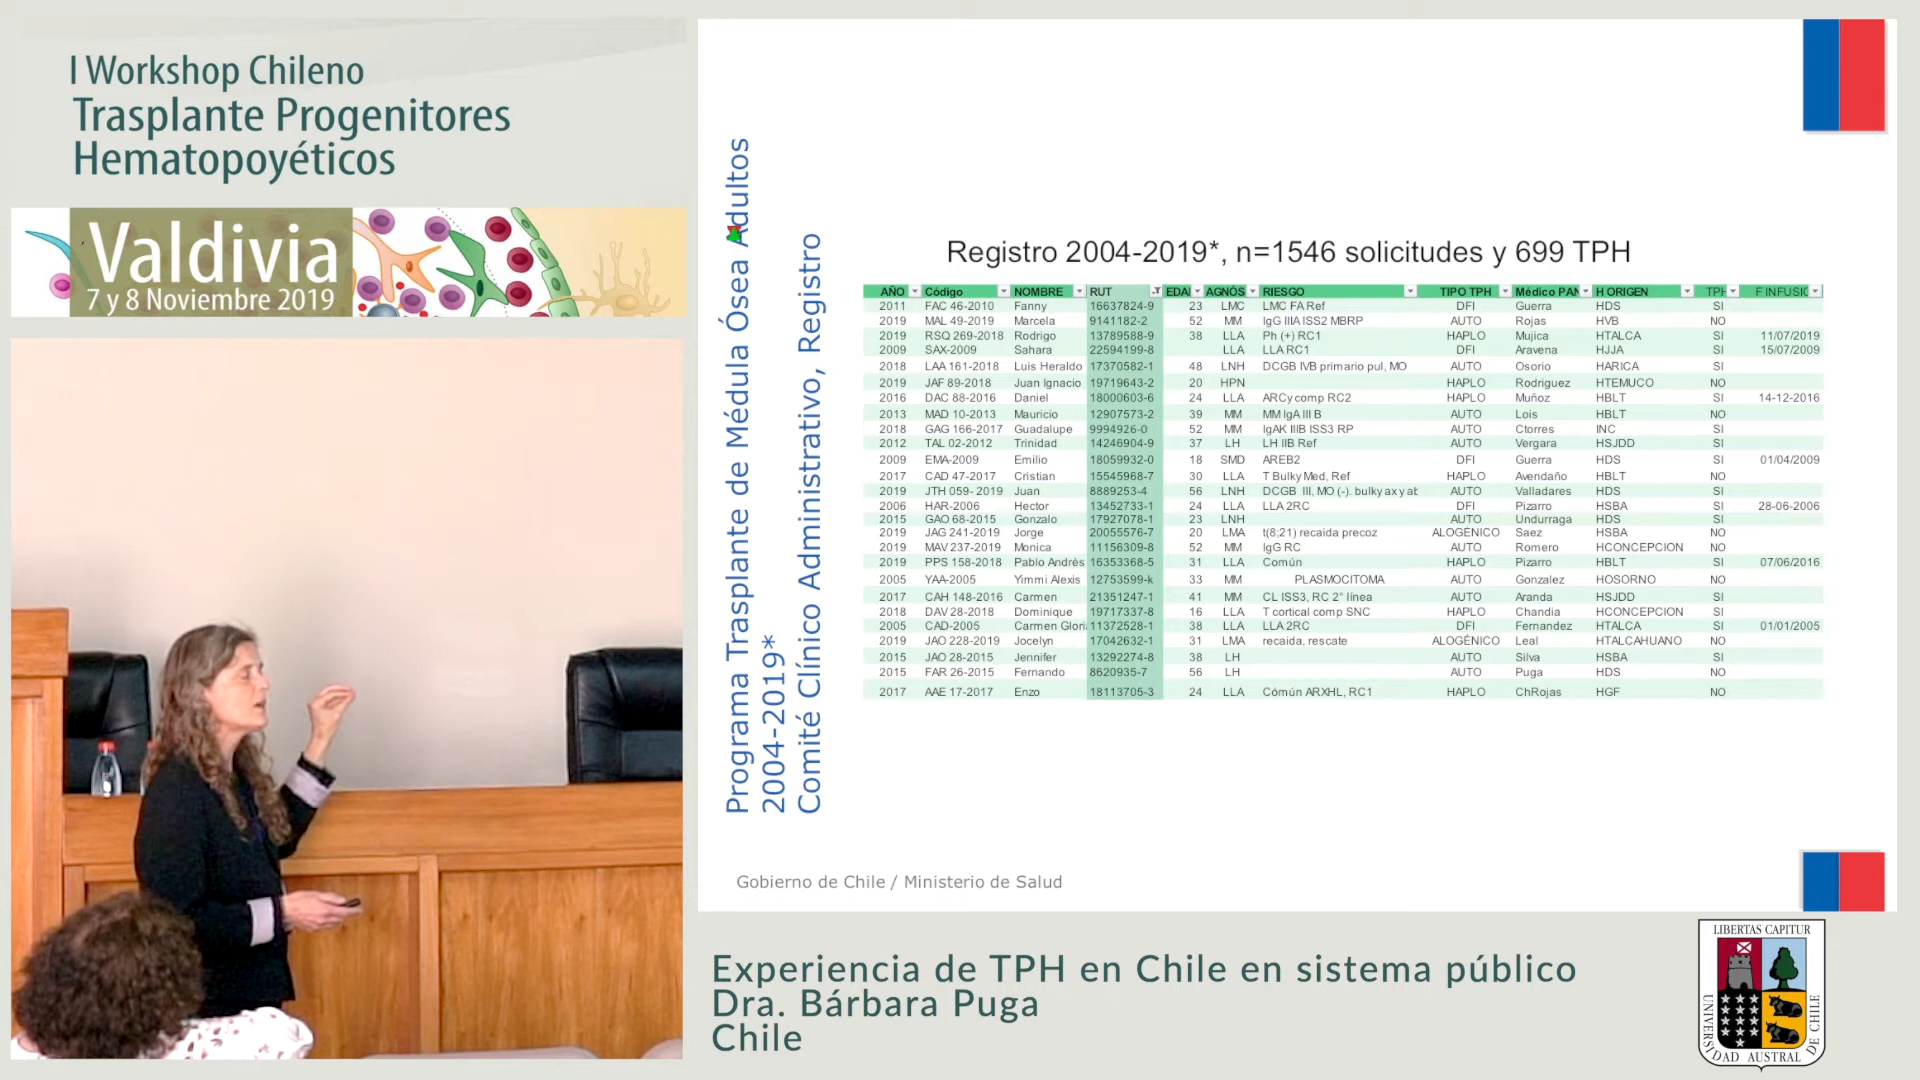 I Workshop Chileno
Trasplante Progenitores
Hematopoyéticos
Valdivia
7 y 8 Noviembre 2019
Programa Trasplante de Médula Ósea Adultos
2004-2019*
Comité Clínico Administrativo, Registro
Registro 2004-2019*, n=1546 solicitudes y 699 TPH
AÑO Código NOMBRE RUT EDAI AGNÓS RIESGO TIPO TPH Médico PAN H ORIGEN TPH F INFUSIC
2011 FAC 46-2010 Fanny 16637824-9 23 LMC LMC FA Ref DFI Guerra HDS SI
2019 MAL 49-2019 Marcela 9141182-2 52 MM IgG IIIA ISS2 MBRP AUTO Rojas HVB NO
2019 RSQ 269-2018 Rodrigo 13789588-9 38 LLA Ph (+) RC1 HAPLO Mujica HTALCA SI 11/07/2019
2009 SAX-2009 Sahara 22594199-8 LLA LLA RC1 DFI Aravena HJJA SI 15/07/2009
2018 LAA 161-2018 Luis Heraldo 17370582-1 48 LNH DCGB IVB primario pul, MO AUTO Osorio HARICA SI
2019 JAF 89-2018 Juan Ignacio 19719643-2 20 HPN HAPLO Rodriguez HTEMUCO NO
2016 DAC 88-2016 Daniel 18000603-6 24 LLA ARCy comp RC2 HAPLO Muñoz HBLT SI 14-12-2016
2013 MAD 10-2013 Mauricio 12907573-2 39 MM MM IgA III B AUTO Lois HBLT NO
2018 GAG 166-2017 Guadalupe 9994926-0 52 MM IgAK IIIB ISS3 RP AUTO Ctorres INC SI
2012 TAL 02-2012 Trinidad 14246904-9 37 LH LH IIB Ref AUTO Vergara HSJDD SI
2009 EMA-2009 Emilio 18059932-0 18 SMD AREB2 DFI Guerra HDS SI 01/04/2009
2017 CAD 47-2017 Cristian 15545968-7 30 LLA T Bulky Med, Ref HAPLO Avendaño HBLT NO
2019 JTH 059- 2019 Juan 8889253-4 56 LNH DCGB III, MO (-). bulky ax y at AUTO Valladares HDS SI
2006 HAR-2006 Hector 13452733-1 24 LLA LLA 2RC DFI Pizarro HSBA SI 28-06-2006
2015 GAO 68-2015 Gonzalo 17927078-1 23 LNH AUTO Undurraga HDS SI
2019 JAG 241-2019 Jorge 20055576-7 20 LMA t(8;21) recaida precoz ALOGÉNICO Saez HSBA NO
2019 MAV 237-2019 Monica 11156309-8 52 MM IgG RC AUTO Romero HCONCEPCION NO
2019 PPS 158-2018 Pablo Andrés 16353368-5 31 LLA Común HAPLO Pizarro HBLT SI 07/06/2016
2005 YAA-2005 Yimmi Alexis 12753599-k 33 MM PLASMOCITOMA AUTO Gonzalez HOSORNO NO
2017 CAH 148-2016 Carmen 21351247-1 41 MM CL ISS3, RC 2° línea AUTO Aranda HSJDD SI
2018 DAV 28-2018 Dominique 19717337-8 16 LLA T cortical comp SNC HAPLO Chandia HCONCEPCION SI
2005 CAD-2005 Carmen Glori 11372528-1 38 LLA LLA 2RC DFI Fernandez HTALCA SI 01/01/2005
2019 JAO 228-2019 Jocelyn 17042632-1 31 LMA recaida, rescate ALOGÉNICO Leal HTALCAHUANO NO
2015 JAO 28-2015 Jennifer 13292274-8 38 LH AUTO Silva HSBA SI
2015 FAR 26-2015 Fernando 8620935-7 56 LH AUTO Puga HDS NO
2017 AAE 17-2017 Enzo 18113705-3 24 LLA Cómún ARXHL, RC1 HAPLO ChRojas HGF NO
Gobierno de Chile / Ministerio de Salud
Experiencia de TPH en Chile en sistema público
Dra. Bárbara Puga
Chile
LIBERTAS CAPITUR
UNIVERSIDAD AUSTRAL DE CHILE